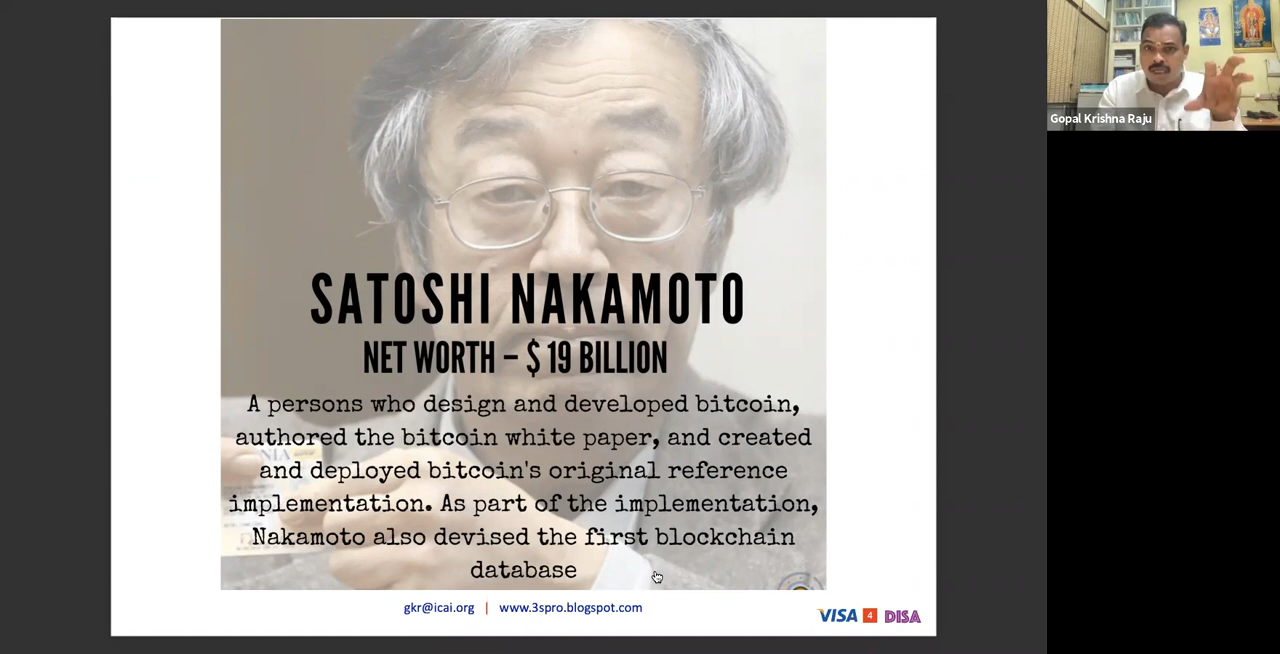 SATOSHI NAKAMOTO
NET WORTH – $ 19 BILLION
A persons who design and developed bitcoin,
authored the bitcoin white paper, and created
and deployed bitcoin's original reference
implementation. As part of the implementation,
Nakamoto also devised the first blockchain
database
NIA
gkr@icai.org | www.3spro.blogspot.com
VISA 4 DISA
Gopal Krishna Raju